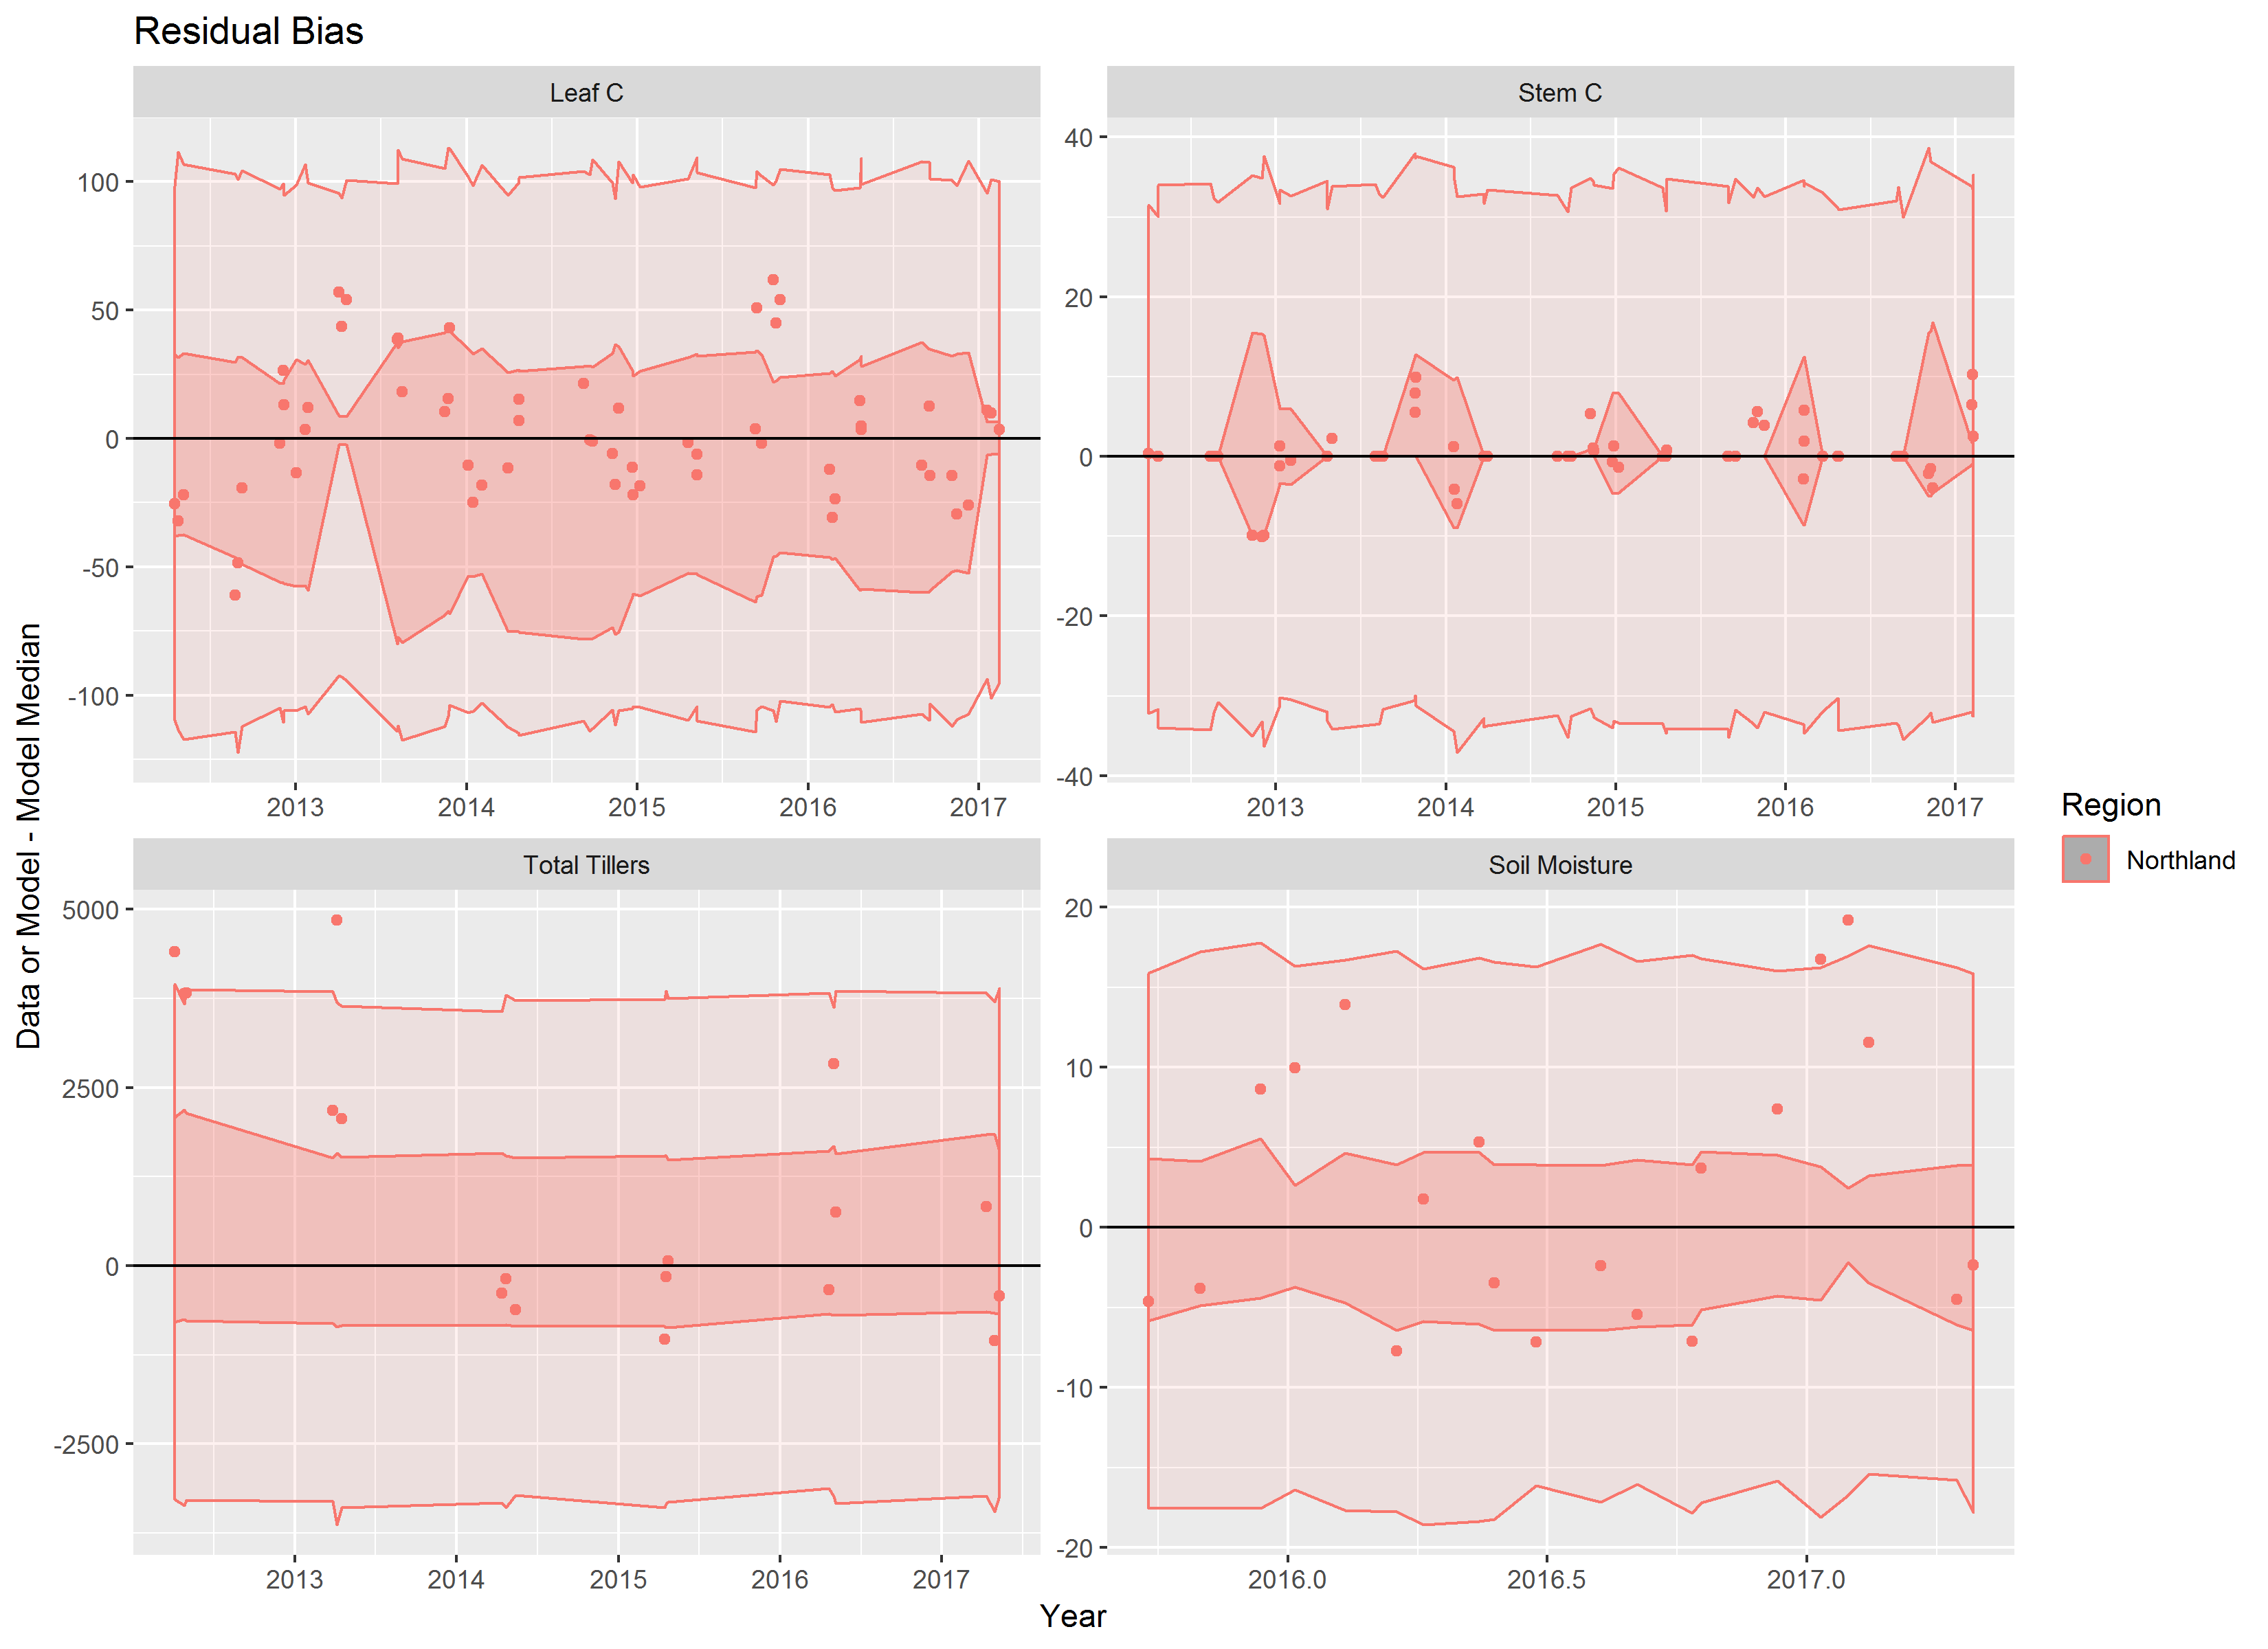 Residual Bias
Leaf C
Stem C
100
50
0
-50
-100
40
20
0
-20
-40
2013 2014 2015 2016 2017
2013 2014 2015 2016 2017
Data or Model - Model Median
Region
Northland
Total Tillers
Soil Moisture
5000
2500
0
-2500
20
10
0
-10
-20
2013 2014 2015 2016 2017
2016.0 2016.5 2017.0
Year